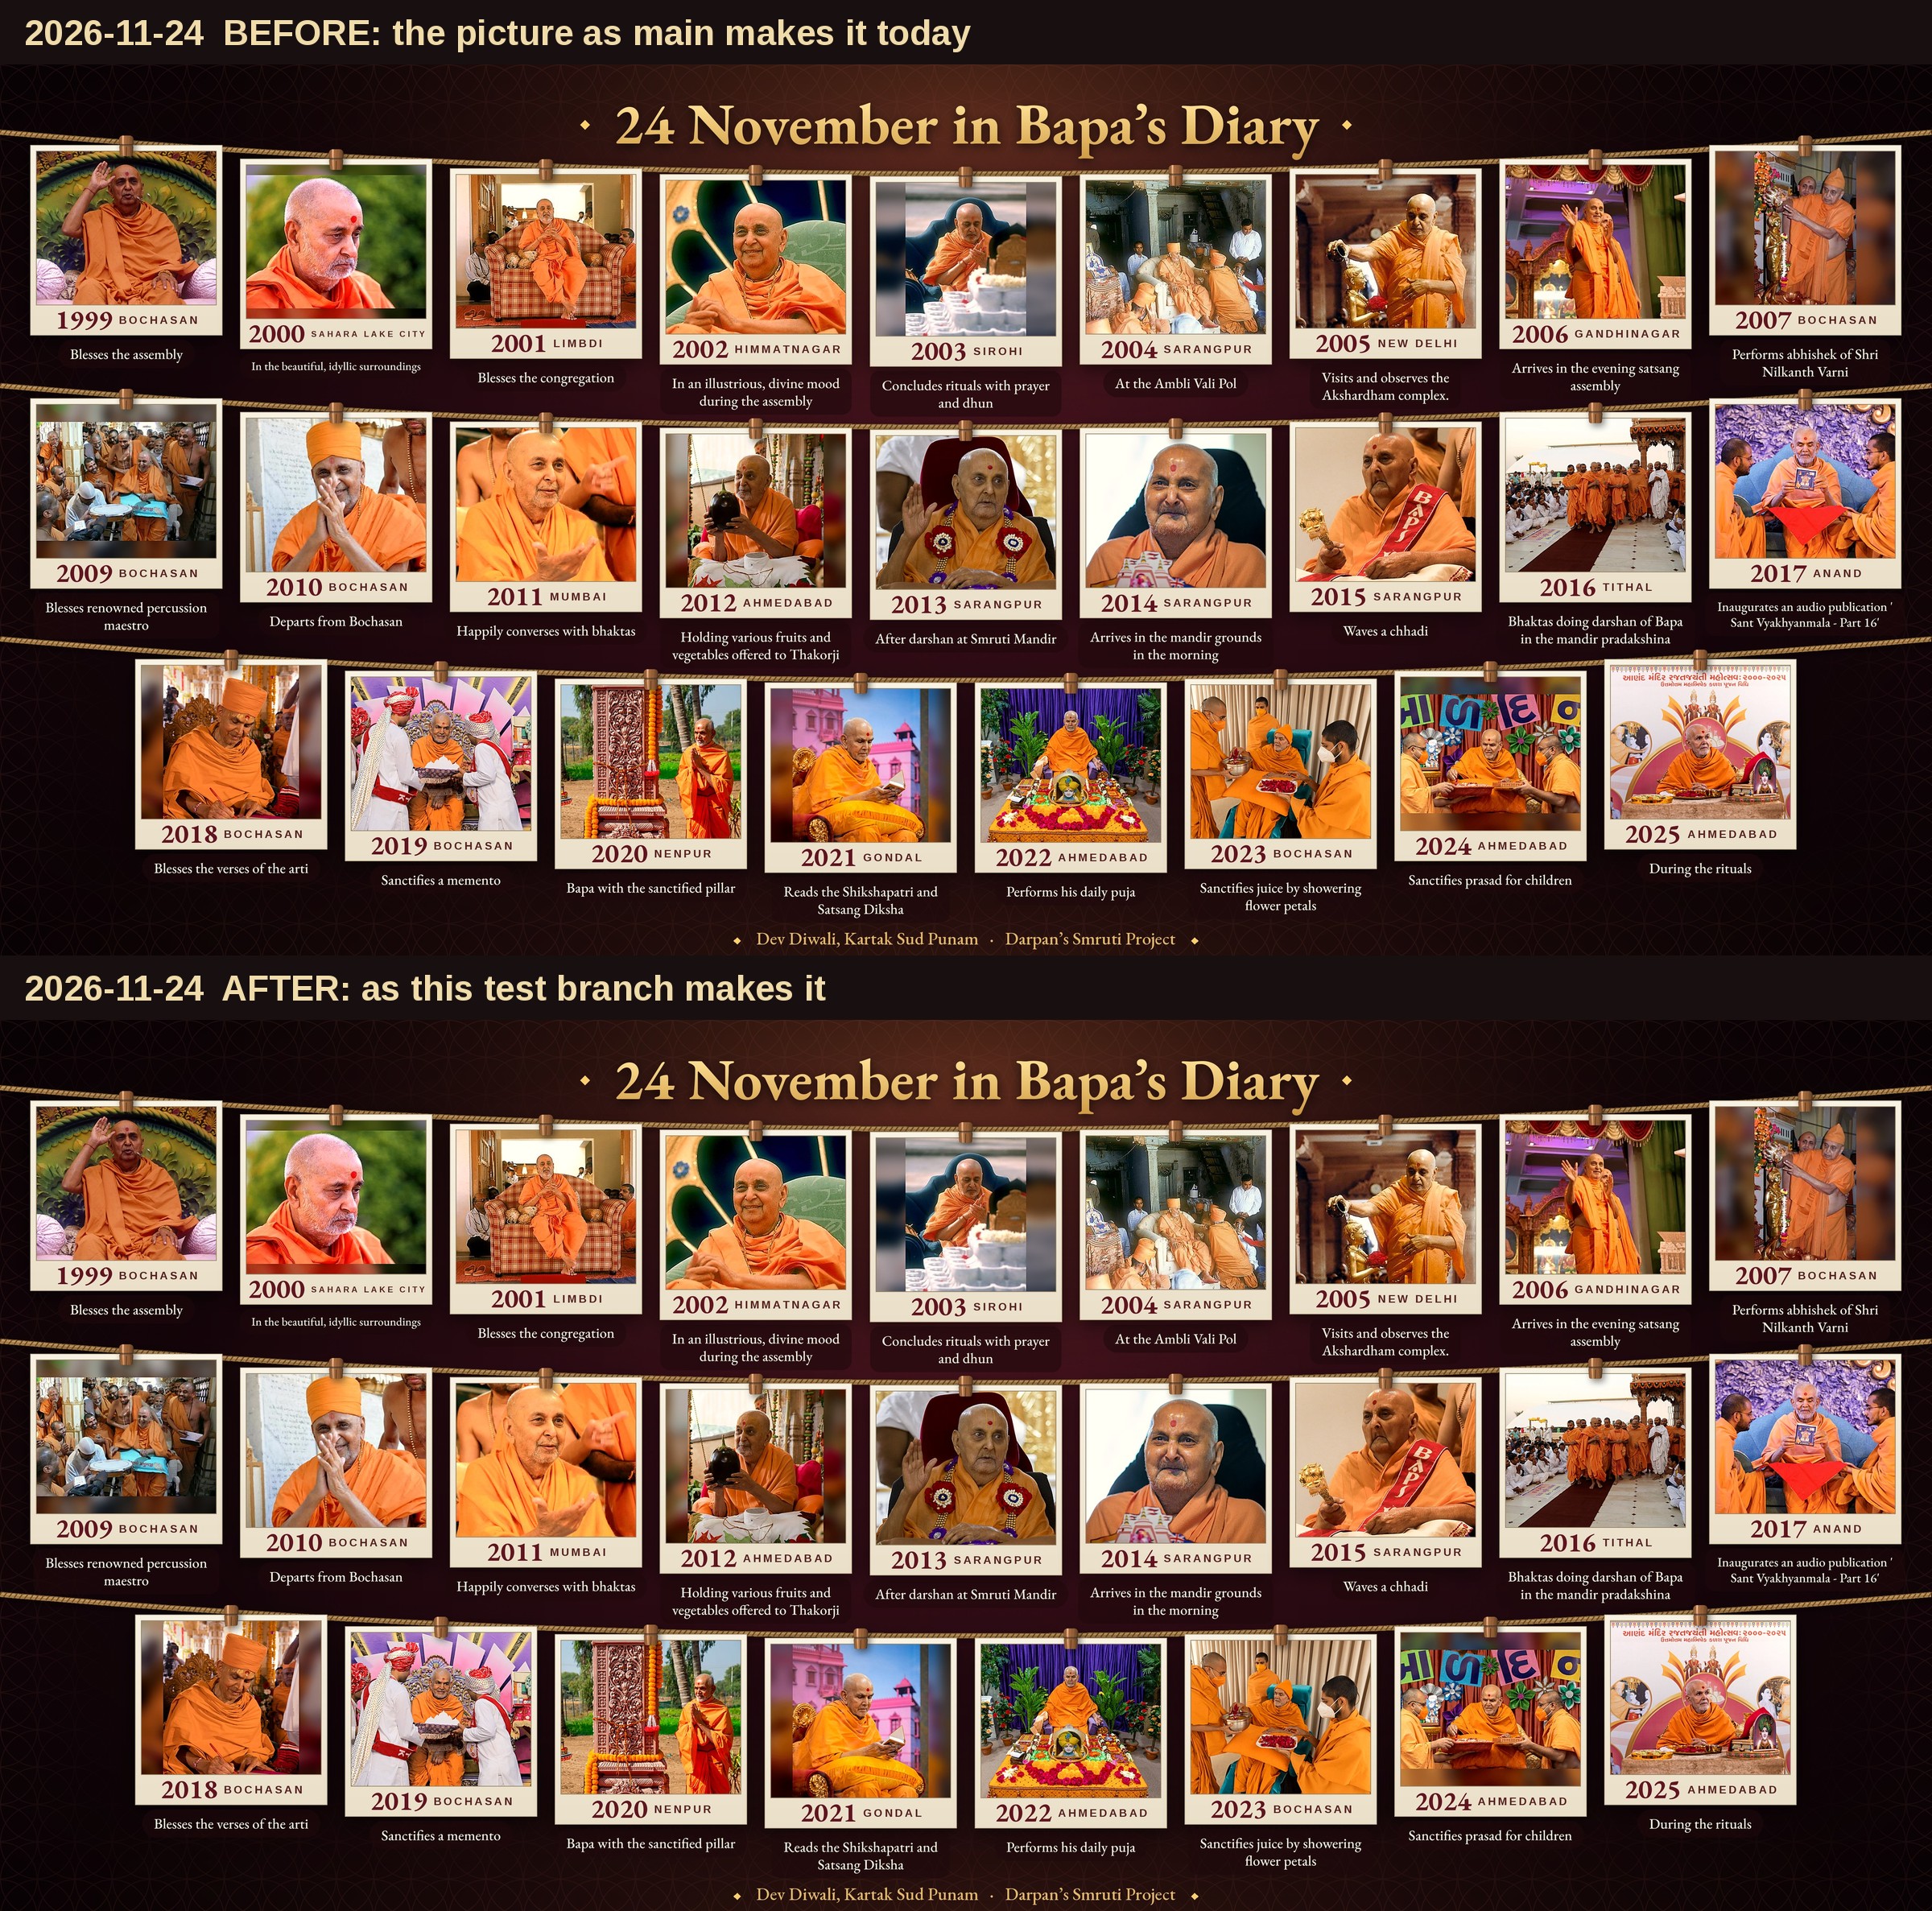 2026-11-24 BEFORE: the picture as main makes it today
24 November in Bapa’s Diary
1999 BOCHASAN
Blesses the assembly
2000 SAHARA LAKE CITY
In the beautiful, idyllic surroundings
2001 LIMBDI
Blesses the congregation
2002 HIMMATNAGAR
In an illustrious, divine mood
during the assembly
2003 SIROHI
Concludes rituals with prayer
and dhun
2004 SARANGPUR
At the Ambli Vali Pol
2005 NEW DELHI
Visits and observes the
Akshardham complex.
2006 GANDHINAGAR
Arrives in the evening satsang
assembly
2007 BOCHASAN
Performs abhishek of Shri
Nilkanth Varni
2009 BOCHASAN
Blesses renowned percussion
maestro
2010 BOCHASAN
Departs from Bochasan
2011 MUMBAI
Happily converses with bhaktas
2012 AHMEDABAD
Holding various fruits and
vegetables offered to Thakorji
2013 SARANGPUR
After darshan at Smruti Mandir
2014 SARANGPUR
Arrives in the mandir grounds
in the morning
BAPS
2015 SARANGPUR
Waves a chhadi
2016 TITHAL
Bhaktas doing darshan of Bapa
in the mandir pradakshina
2017 ANAND
Inaugurates an audio publication '
Sant Vyakhyanmala - Part 16'
2018 BOCHASAN
Blesses the verses of the arti
2019 BOCHASAN
Sanctifies a memento
2020 NENPUR
Bapa with the sanctified pillar
2021 GONDAL
Reads the Shikshapatri and
Satsang Diksha
2022 AHMEDABAD
Performs his daily puja
2023 BOCHASAN
Sanctifies juice by showering
flower petals
2024 AHMEDABAD
Sanctifies prasad for children
આણંદ મંદિર રજતજયંતી મહોત્સવ: ૨૦૦૦-૨૦૨૫
2025 AHMEDABAD
During the rituals
Dev Diwali, Kartak Sud Punam · Darpan’s Smruti Project
2026-11-24 AFTER: as this test branch makes it
24 November in Bapa’s Diary
1999 BOCHASAN
Blesses the assembly
2000 SAHARA LAKE CITY
In the beautiful, idyllic surroundings
2001 LIMBDI
Blesses the congregation
2002 HIMMATNAGAR
In an illustrious, divine mood
during the assembly
2003 SIROHI
Concludes rituals with prayer
and dhun
2004 SARANGPUR
At the Ambli Vali Pol
2005 NEW DELHI
Visits and observes the
Akshardham complex.
2006 GANDHINAGAR
Arrives in the evening satsang
assembly
2007 BOCHASAN
Performs abhishek of Shri
Nilkanth Varni
2009 BOCHASAN
Blesses renowned percussion
maestro
2010 BOCHASAN
Departs from Bochasan
2011 MUMBAI
Happily converses with bhaktas
2012 AHMEDABAD
Holding various fruits and
vegetables offered to Thakorji
2013 SARANGPUR
After darshan at Smruti Mandir
2014 SARANGPUR
Arrives in the mandir grounds
in the morning
BAPS
2015 SARANGPUR
Waves a chhadi
2016 TITHAL
Bhaktas doing darshan of Bapa
in the mandir pradakshina
2017 ANAND
Inaugurates an audio publication '
Sant Vyakhyanmala - Part 16'
2018 BOCHASAN
Blesses the verses of the arti
2019 BOCHASAN
Sanctifies a memento
2020 NENPUR
Bapa with the sanctified pillar
2021 GONDAL
Reads the Shikshapatri and
Satsang Diksha
2022 AHMEDABAD
Performs his daily puja
2023 BOCHASAN
Sanctifies juice by showering
flower petals
2024 AHMEDABAD
Sanctifies prasad for children
આણંદ મંદિર રજતજયંતી મહોત્સવ: ૨૦૦૦-૨૦૨૫
2025 AHMEDABAD
During the rituals
Dev Diwali, Kartak Sud Punam · Darpan’s Smruti Project